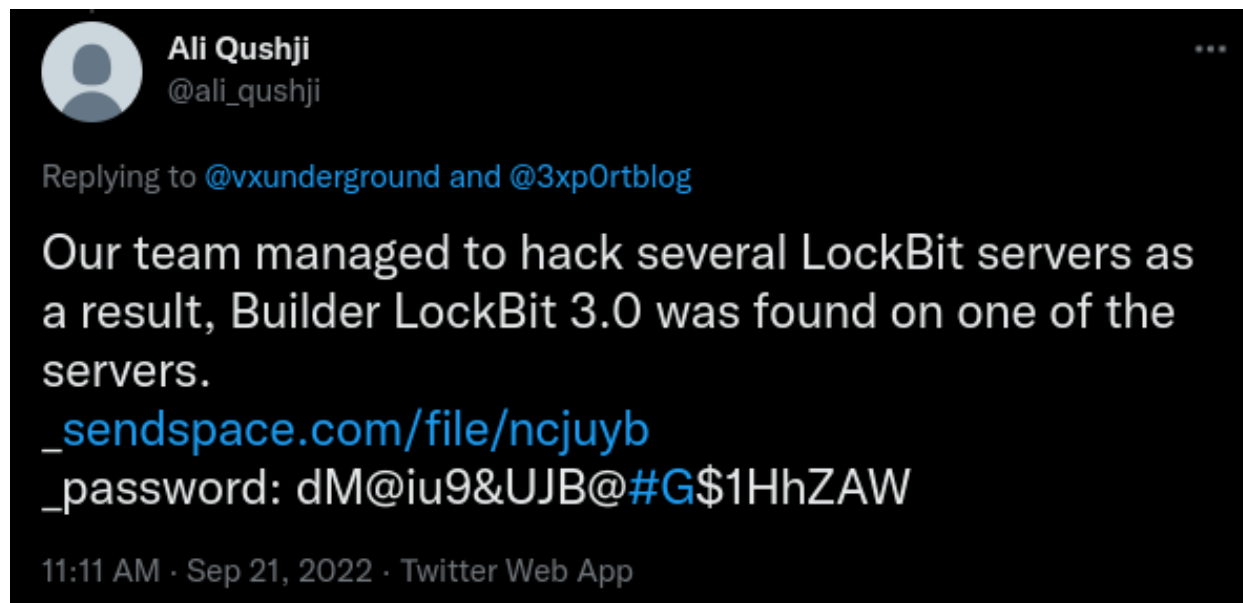 Ali Qushji
@ali_qushji
Replying to @vxunderground and @3xp0rtblog
Our team managed to hack several LockBit servers as
a result, Builder LockBit 3.0 was found on one of the
servers.
_sendspace.com/file/ncjuyb
_password: dM@iu9&UJB@#G$1HhZAW
11:11 AM · Sep 21, 2022 · Twitter Web App